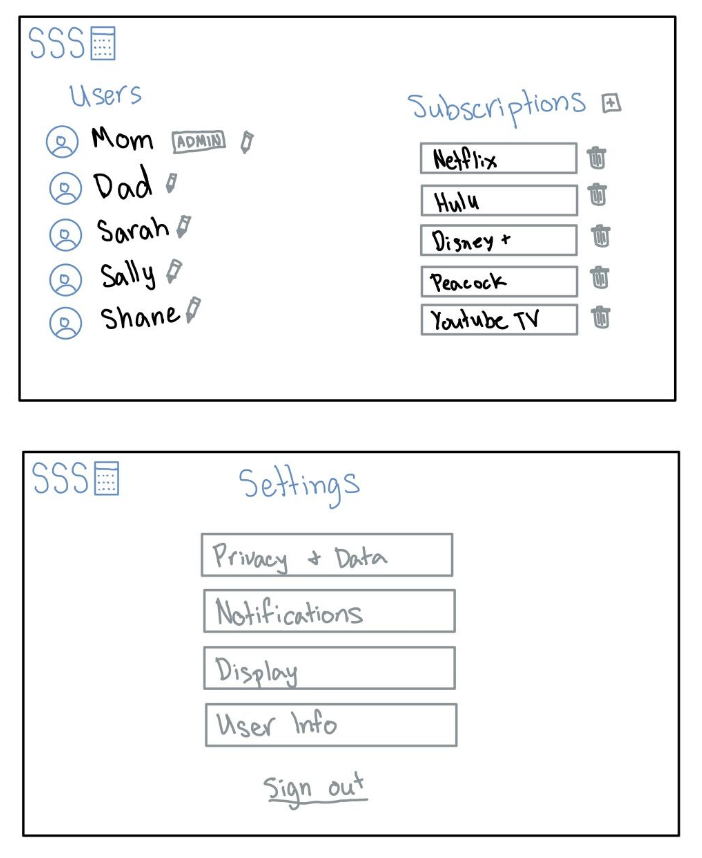 SSS
Users
Mom ADMIN
Dad
Sarah
Sally
Shane
Subscriptions
Netflix
Hulu
Disney +
Peacock
Youtube TV
SSS
Settings
Privacy + Data
Notifications
Display
User Info
Sign out